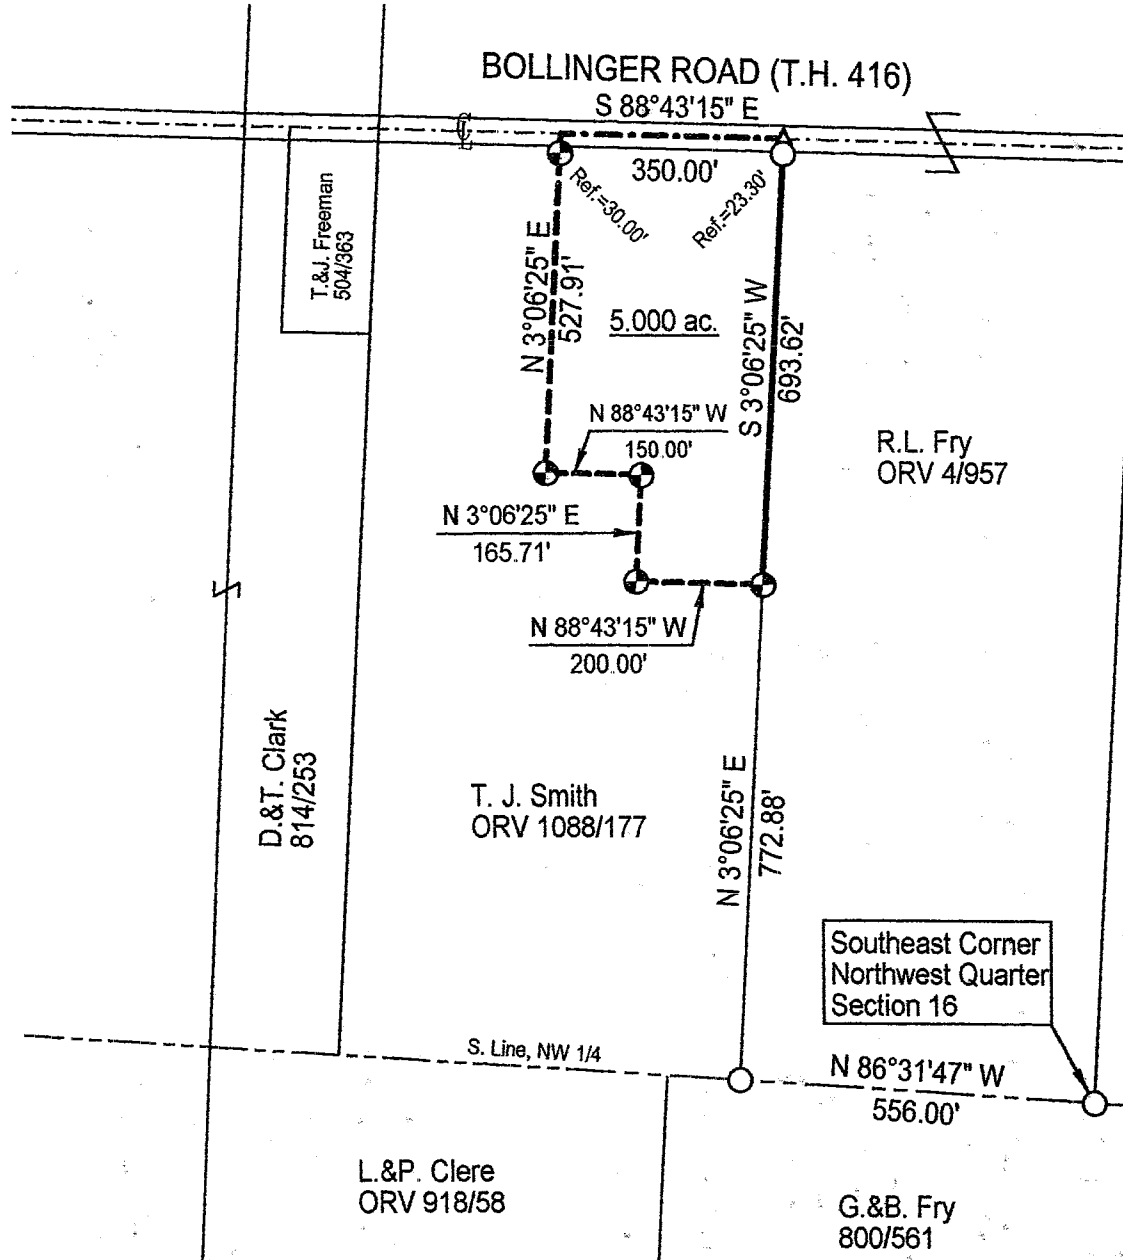 BOLLINGER ROAD (T.H. 416)
S 88°43'15" E
CL
350.00'
Ref.=30.00'
Ref.=23.30'
T.&J. Freeman
504/363
N 3°06'25" E
527.91'
5.000 ac.
S 3°06'25" W
693.62'
N 88°43'15" W
150.00'
R.L. Fry
ORV 4/957
N 3°06'25" E
165.71'
N 88°43'15" W
200.00'
D.&T. Clark
814/253
T. J. Smith
ORV 1088/177
N 3°06'25" E
772.88'
Southeast Corner
Northwest Quarter
Section 16
S. Line, NW 1/4
N 86°31'47" W
556.00'
L.&P. Clere
ORV 918/58
G.&B. Fry
800/561